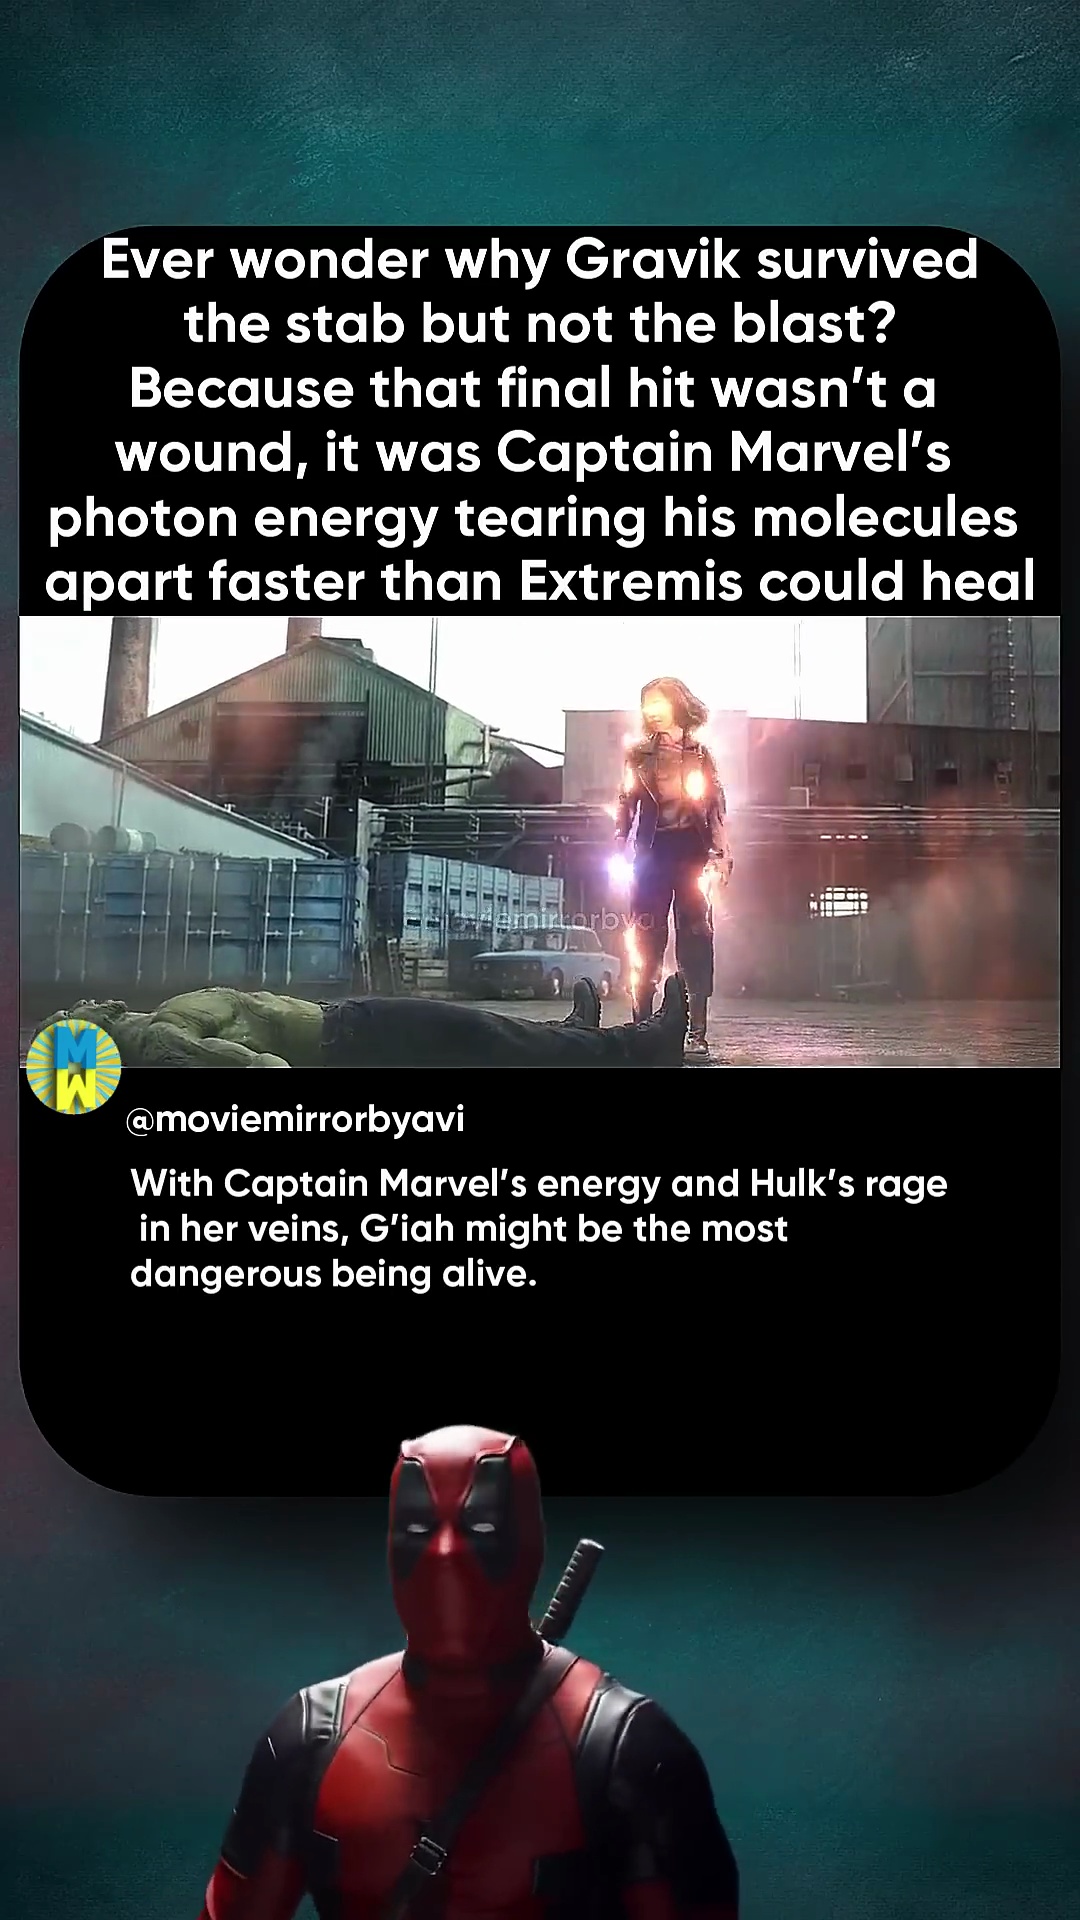 Ever wonder why Gravik survived
the stab but not the blast?
Because that final hit wasn’t a
wound, it was Captain Marvel’s
photon energy tearing his molecules
apart faster than Extremis could heal
moviemirrorbyavi
MW
@moviemirrorbyavi
With Captain Marvel’s energy and Hulk’s rage
in her veins, G’iah might be the most
dangerous being alive.